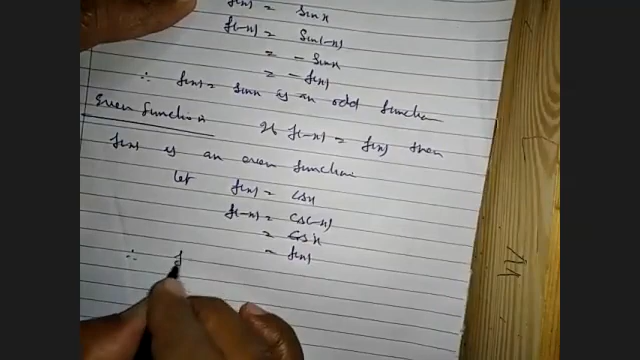 f(x) = Sin x
f(-x) = Sin(-x)
= - Sin x
= - f(x)
∴ f(x) = Sin x is an odd function
Even function If f(-x) = f(x) then
f(x) is an even function
let f(x) = Cos x
f(-x) = Cos(-x)
= Cos x
= f(x)
∴ f